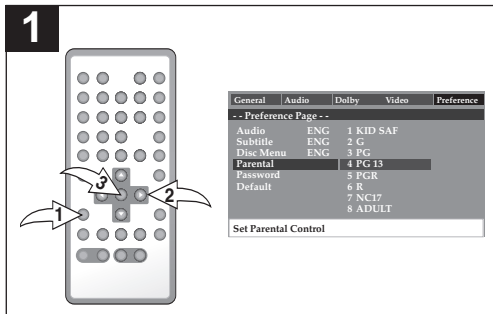 1
3
2
1
General Audio Dolby Video Preference
- - Preference Page - -
Audio ENG 1 KID SAF
Subtitle ENG 2 G
Disc Menu ENG 3 PG
Parental 4 PG 13
Password 5 PGR
Default 6 R
7 NC17
8 ADULT
Set Parental Control